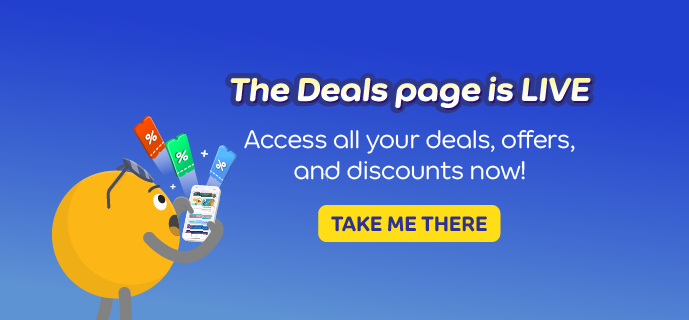 The Deals page is LIVE
Access all your deals, offers,
and discounts now!
TAKE ME THERE
%
%
%